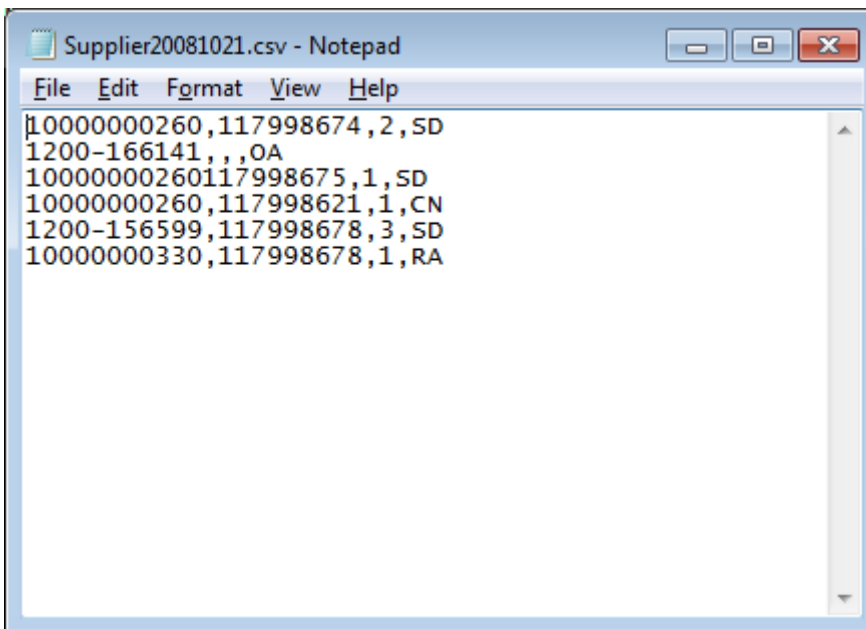 Supplier20081021.csv - Notepad
File Edit Format View Help
10000000260,117998674,2,SD
1200-166141,,,OA
10000000260117998675,1,SD
10000000260,117998621,1,CN
1200-156599,117998678,3,SD
10000000330,117998678,1,RA